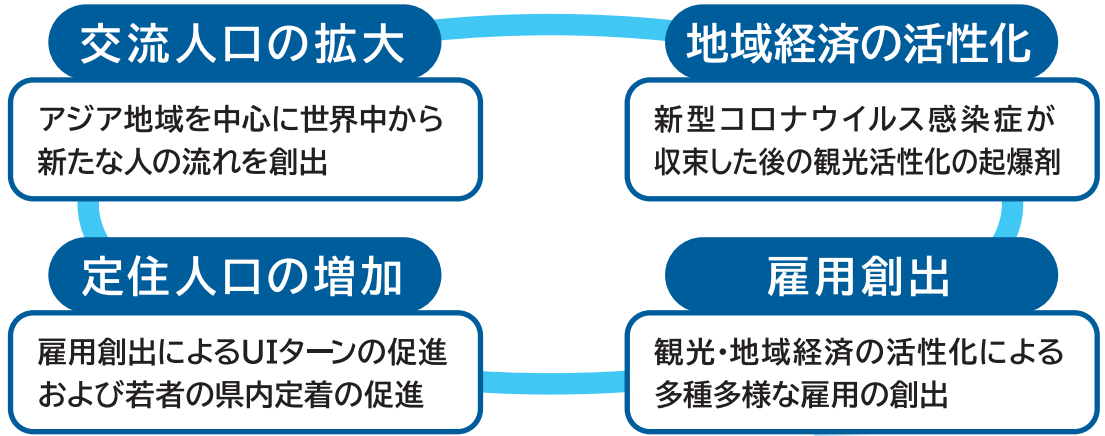 交流人口の拡大
アジア地域を中心に世界中から
新たな人の流れを創出
地域経済の活性化
新型コロナウイルス感染症が
収束した後の観光活性化の起爆剤
定住人口の増加
雇用創出によるUIターンの促進
および若者の県内定着の促進
雇用創出
観光・地域経済の活性化による
多種多様な雇用の創出